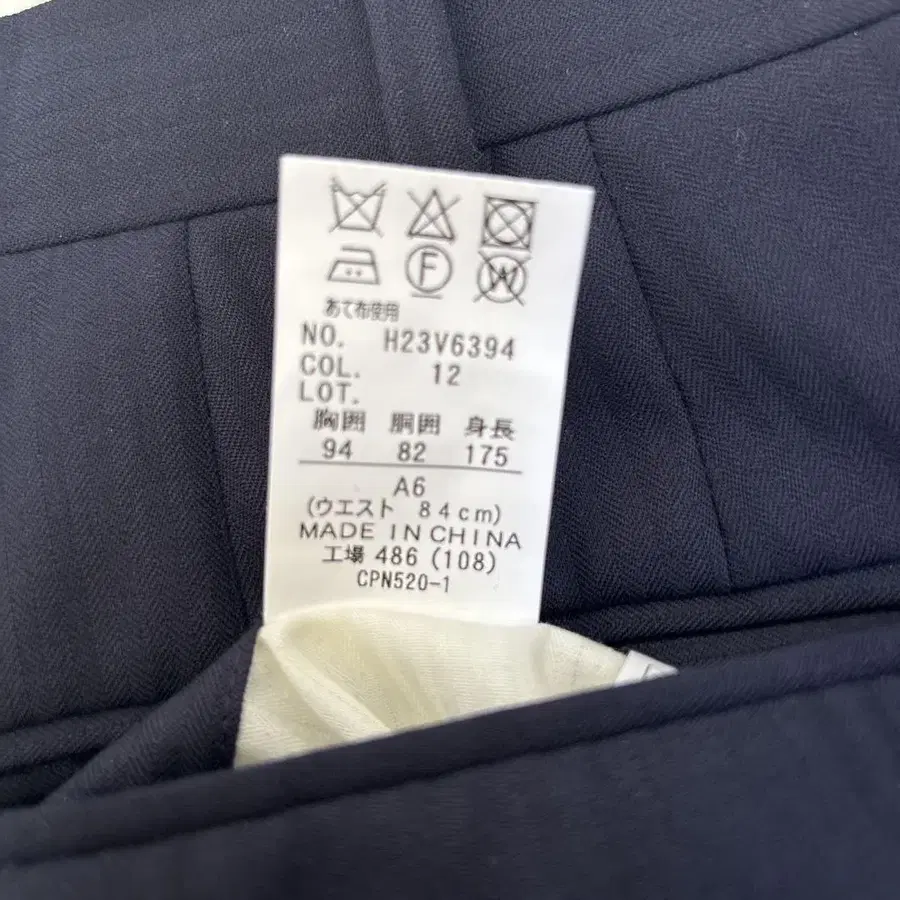 F W
あて布使用
NO. H23V6394
COL. 12
LOT.
胸囲 胴囲 身長
94 82 175
A6
(ウエスト 84cm)
MADE IN CHINA
工場 486 (108)
CPN520-1